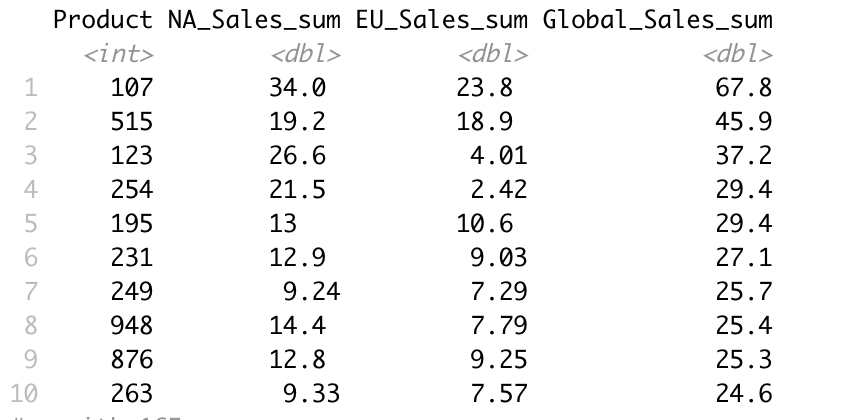 Product NA_Sales_sum EU_Sales_sum Global_Sales_sum
<int> <dbl> <dbl> <dbl>
1 107 34.0 23.8 67.8
2 515 19.2 18.9 45.9
3 123 26.6 4.01 37.2
4 254 21.5 2.42 29.4
5 195 13 10.6 29.4
6 231 12.9 9.03 27.1
7 249 9.24 7.29 25.7
8 948 14.4 7.79 25.4
9 876 12.8 9.25 25.3
10 263 9.33 7.57 24.6